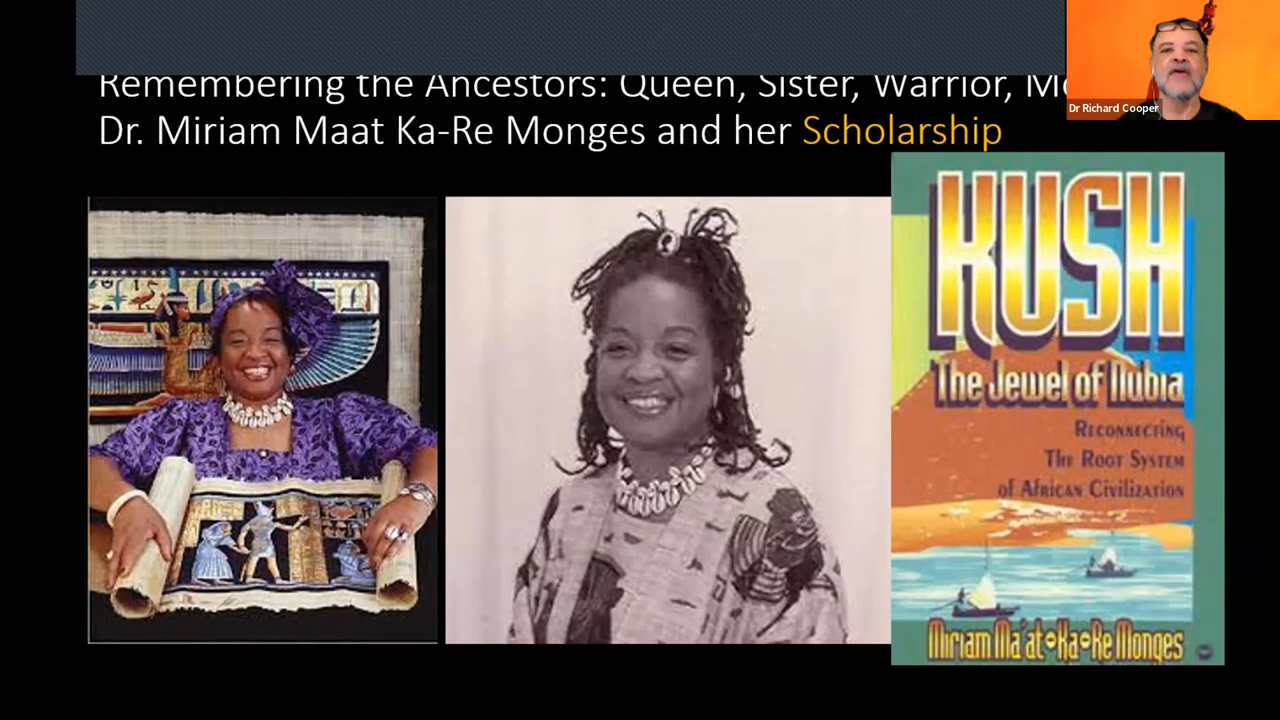 Remembering the Ancestors: Queen, Sister, Warrior,
Dr. Miriam Maat Ka-Re Monges and her Scholarship
Dr Richard Cooper
KUSH
The Jewel of Nubia
RECONNECTING
THE ROOT SYSTEM
OF AFRICAN CIVILIZATION
Miriam Ma'at•Ka•Re Monges